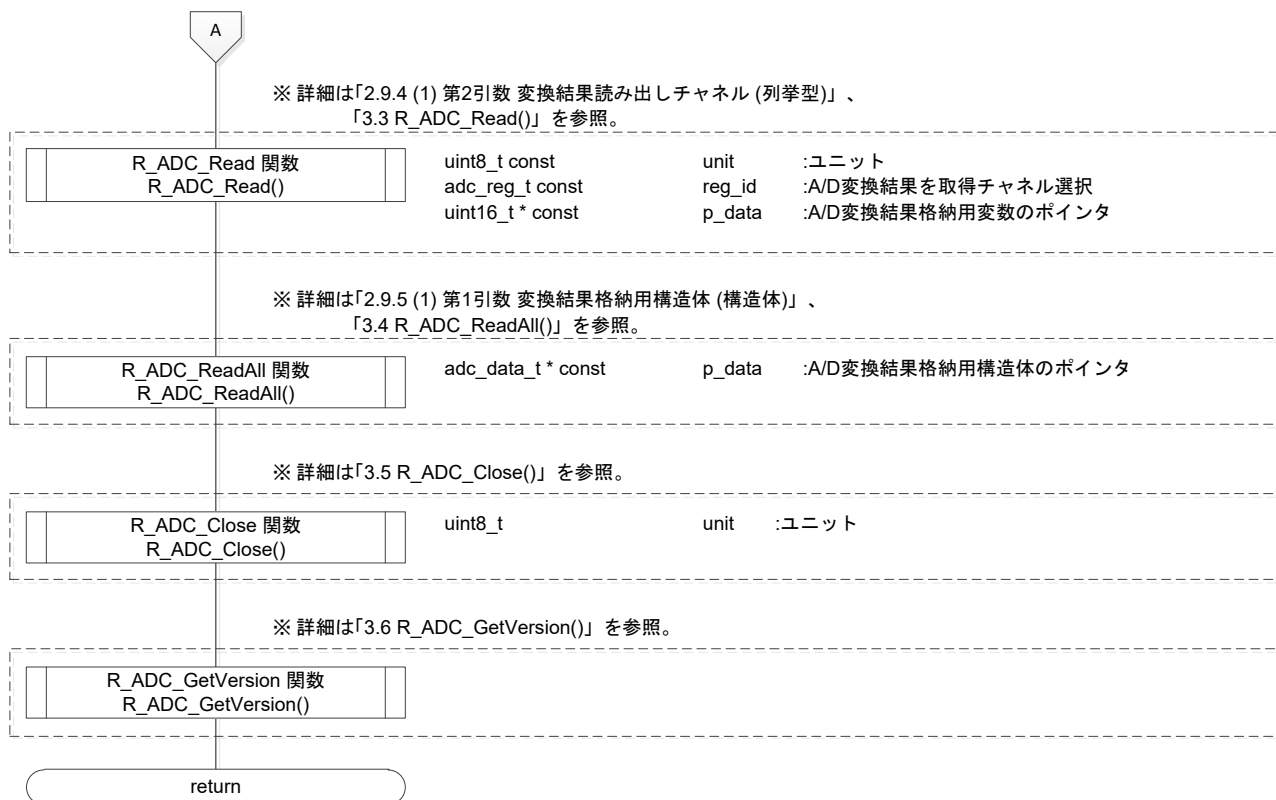 A
※ 詳細は「2.9.4 (1) 第2引数 変換結果読み出しチャネル (列挙型)」、
「3.3 R_ADC_Read()」を参照。
R_ADC_Read 関数
R_ADC_Read()
uint8_t const unit :ユニット
adc_reg_t const reg_id :A/D変換結果を取得チャネル選択
uint16_t * const p_data :A/D変換結果格納用変数のポインタ
※ 詳細は「2.9.5 (1) 第1引数 変換結果格納用構造体 (構造体)」、
「3.4 R_ADC_ReadAll()」を参照。
R_ADC_ReadAll 関数
R_ADC_ReadAll()
adc_data_t * const p_data :A/D変換結果格納用構造体のポインタ
※ 詳細は「3.5 R_ADC_Close()」を参照。
R_ADC_Close 関数
R_ADC_Close()
uint8_t unit :ユニット
※ 詳細は「3.6 R_ADC_GetVersion()」を参照。
R_ADC_GetVersion 関数
R_ADC_GetVersion()
return